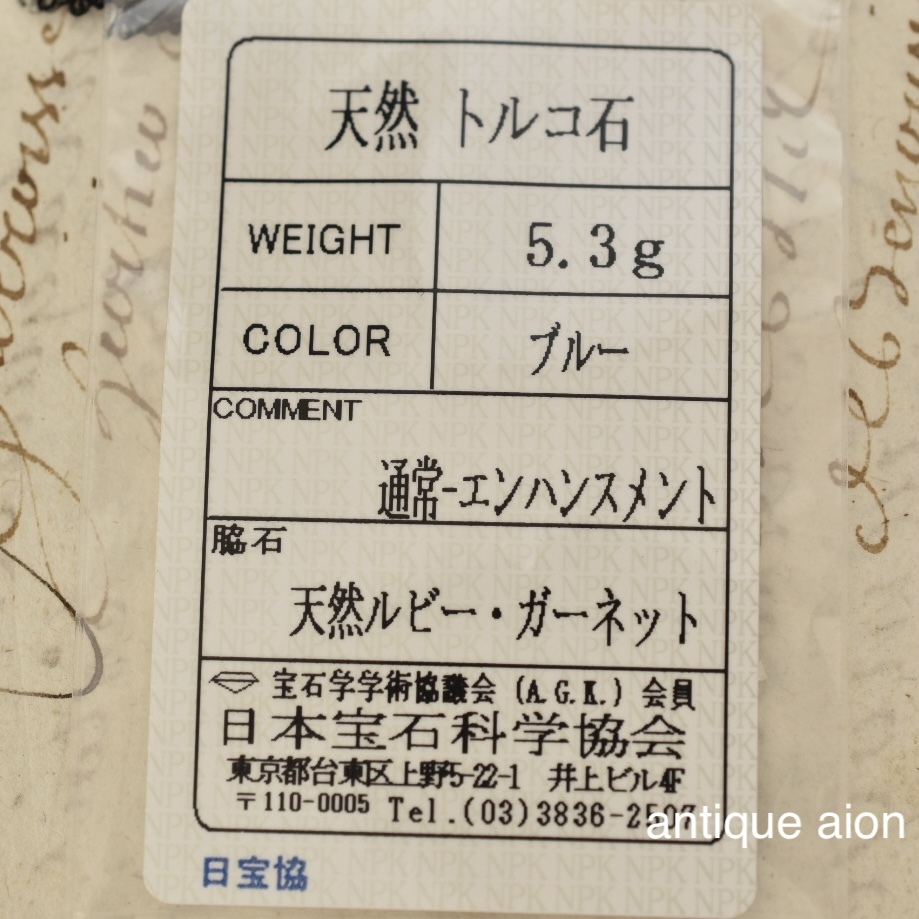 天然 トルコ石
WEIGHT 5.3g
COLOR ブルー
COMMENT
通常-エンハンスメント
脇石
天然ルビー・ガーネット
宝石学学術協議会 (A.G.K.) 会員
日本宝石科学協会
東京都台東区上野5-22-1 井上ビル4F
〒110-0005 Tel.(03)3836-2507
antique aion
日宝協